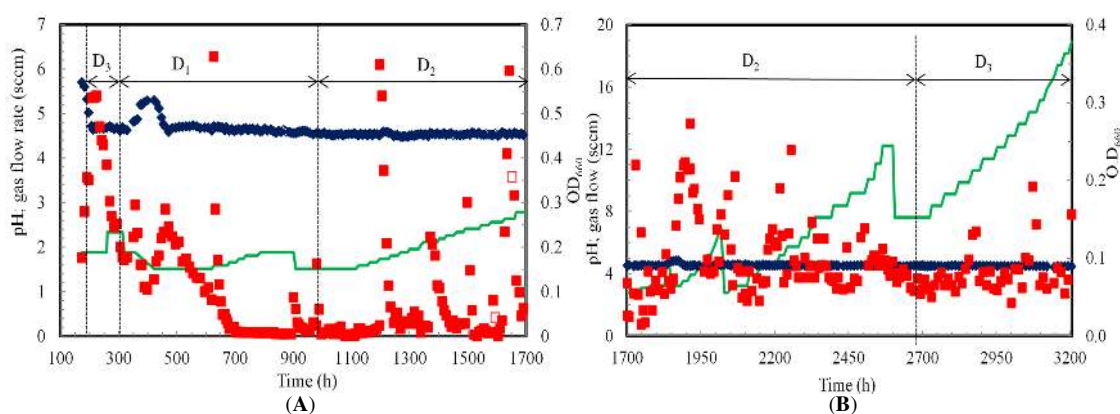 7
6
5
4
3
2
1
0
pH; gas flow rate (sccm)
D3
D1
D2
0.7
0.6
0.5
0.4
0.3
0.2
0.1
0
OD660
100 300 500 700 900 1100 1300 1500 1700
Time (h)
(A)
20
16
12
8
4
0
pH; gas flow (sccm)
D2
D3
0.4
0.3
0.2
0.1
0
OD660
1700 1950 2200 2450 2700 2950 3200
Time (h)
(B)